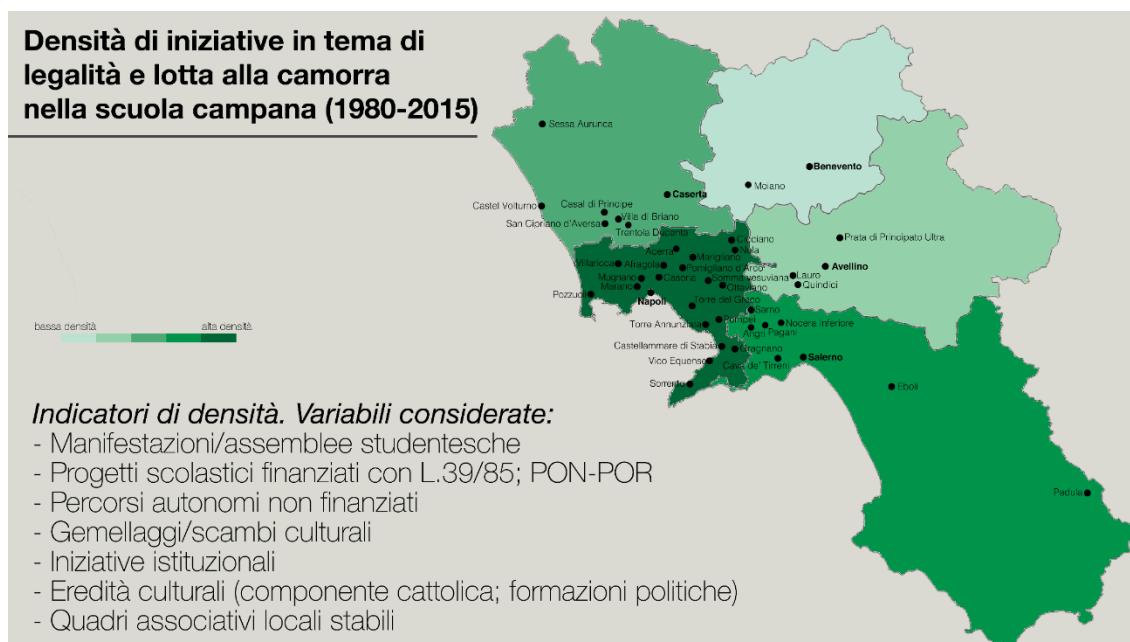 Densità di iniziative in tema di
legalità e lotta alla camorra
nella scuola campana (1980-2015)
Sessa Aurunca
Benevento
Moiano
Caserta
Castel Volturno
Casal di Principe
Villa di Briano
San Cipriano d'Aversa
Trentola Ducenta
Cicciano
Nola
Prata di Principato Ultra
Acerra
Marigliano
Villaricca
Afragola
Pomigliano d'Arco
Avellino
Mugnano
Casoria
Somma vesuviana
Lauro
Marano
Ottaviano
Quindici
Pozzuoli
Napoli
Torre del Greco
Sarno
bassa densità
alta densità
Torre Annunziata
Pompei
Nocera Inferiore
Angri
Pagani
Castellammare di Stabia
Gragnano
Vico Equense
Cava de' Tirreni
Salerno
Sorrento
Eboli
Padula
Indicatori di densità. Variabili considerate:
- Manifestazioni/assemblee studentesche
- Progetti scolastici finanziati con L.39/85; PON-POR
- Percorsi autonomi non finanziati
- Gemellaggi/scambi culturali
- Iniziative istituzionali
- Eredità culturali (componente cattolica; formazioni politiche)
- Quadri associativi locali stabili